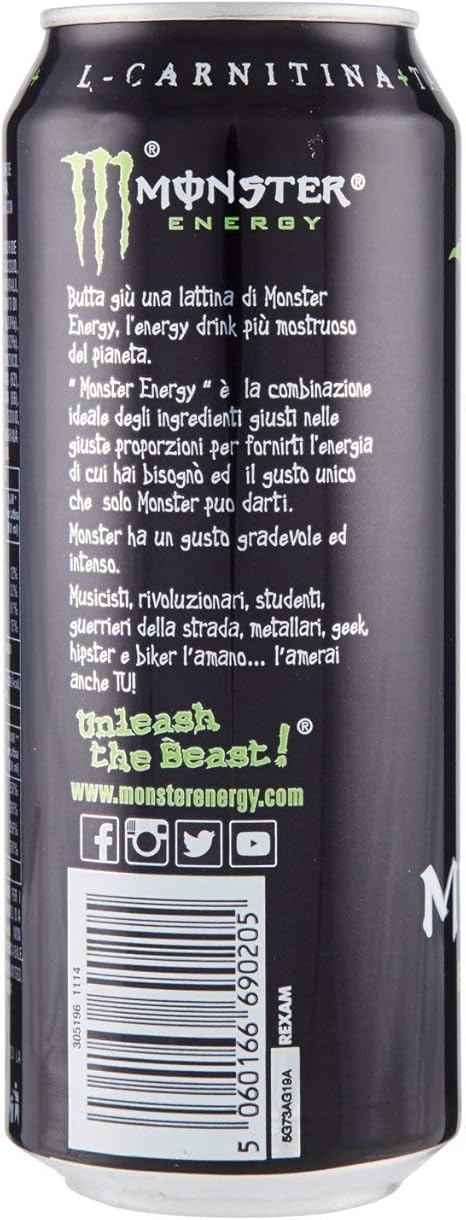 L-CARNITINA+T
®
MONSTER®
ENERGY
Butta giù una lattina di Monster
Energy, l'energy drink più mostruoso
del pianeta.
" Monster Energy " è la combinazione
ideale degli ingredienti giusti nelle
giuste proporzioni per fornirti l'energia
di cui hai bisognò ed il gusto unico
che solo Monster puo darti.
Monster ha un gusto gradevole ed
intenso.
Musicisti, rivoluzionari, studenti,
guerrieri della strada, metallari, geek,
hipster e biker l'amano... l'amerai
anche TU!
Unleash
the Beast! ®
www.monsterenergy.com
305196 1114
5 060166 690205
REXAM
5G73AG19A
M